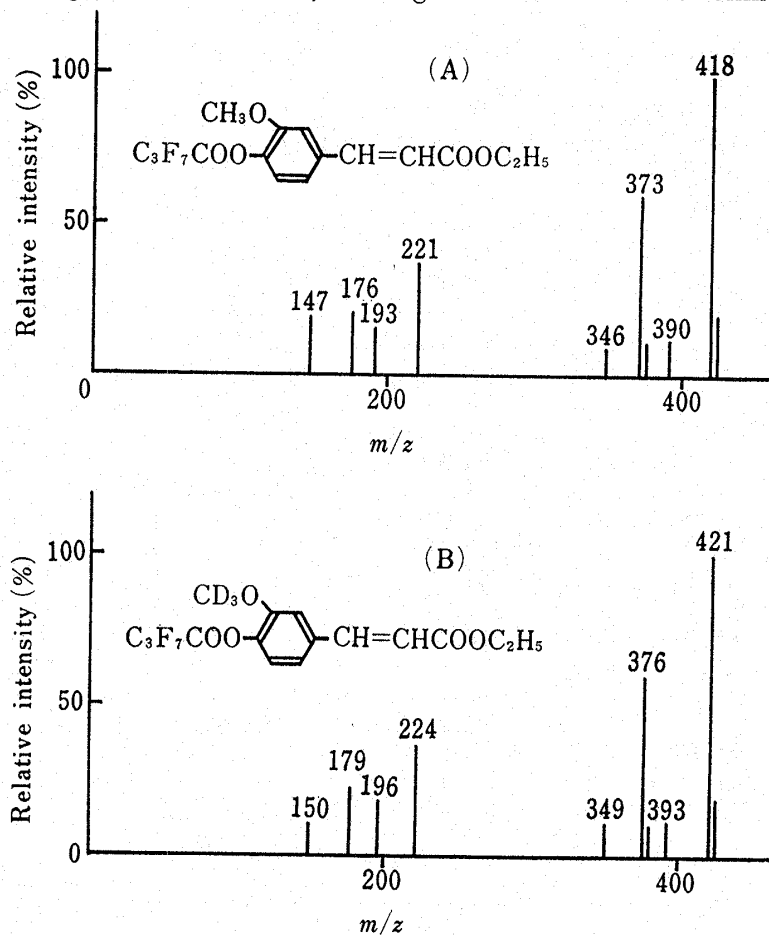 100
(A)
418
CH₃O
C₃F₇COO
CH=CHCOOC₂H₅
373
50
221
147
176
193
346
390
0
200
400
Relative intensity (%)
m/z
100
(B)
421
CD₃O
C₃F₇COO
CH=CHCOOC₂H₅
376
50
224
179
196
150
349
393
0
200
400
Relative intensity (%)
m/z